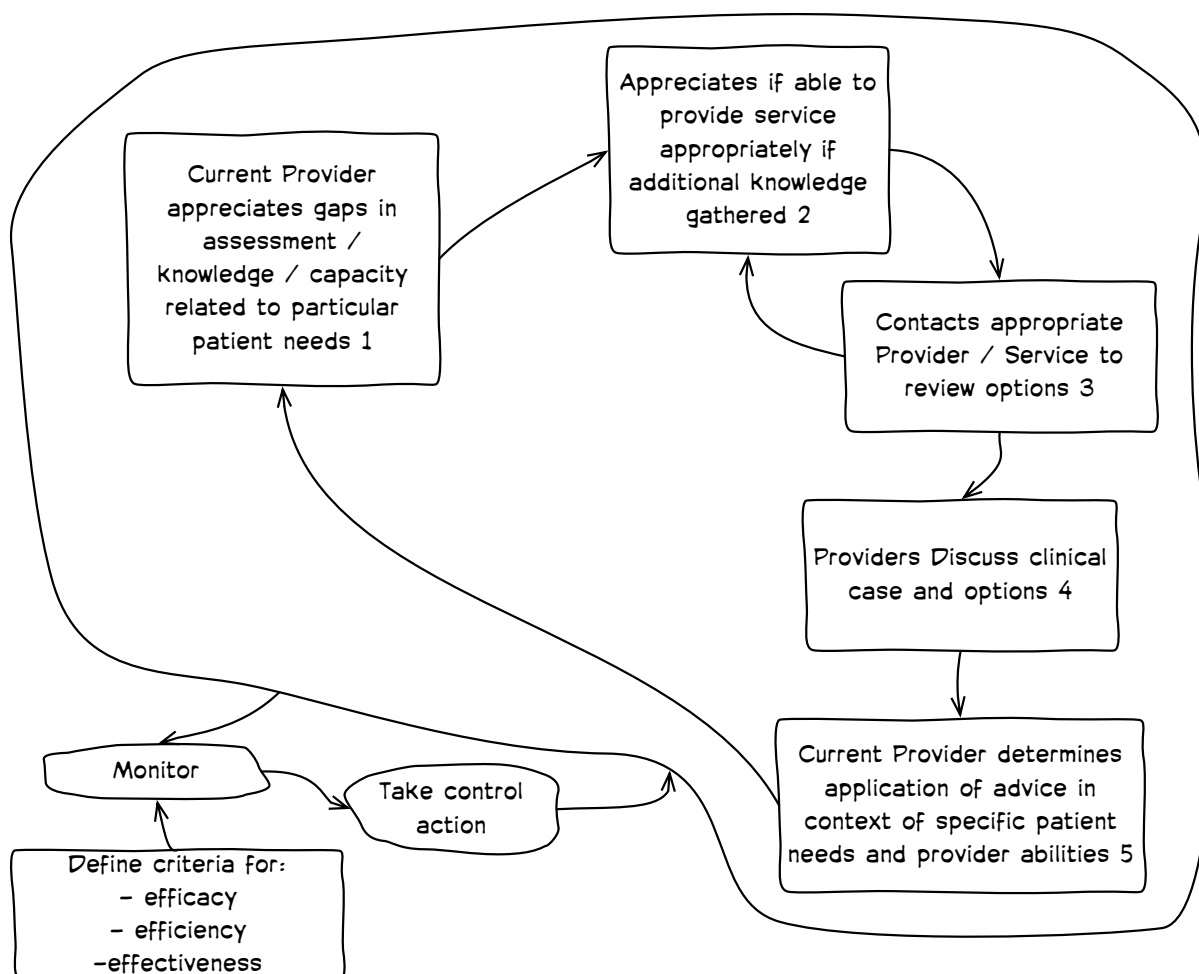 Appreciates if able to
provide service
appropriately if
additional knowledge
gathered 2
Current Provider
appreciates gaps in
assessment /
knowledge / capacity
related to particular
patient needs 1
Contacts appropriate
Provider / Service to
review options 3
Providers Discuss clinical
case and options 4
Current Provider determines
application of advice in
context of specific patient
needs and provider abilities 5
Monitor
Take control
action
Define criteria for:
- efficacy
- efficiency
-effectiveness